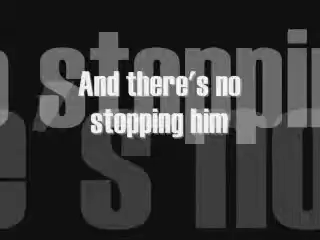 And there's no
stopping him